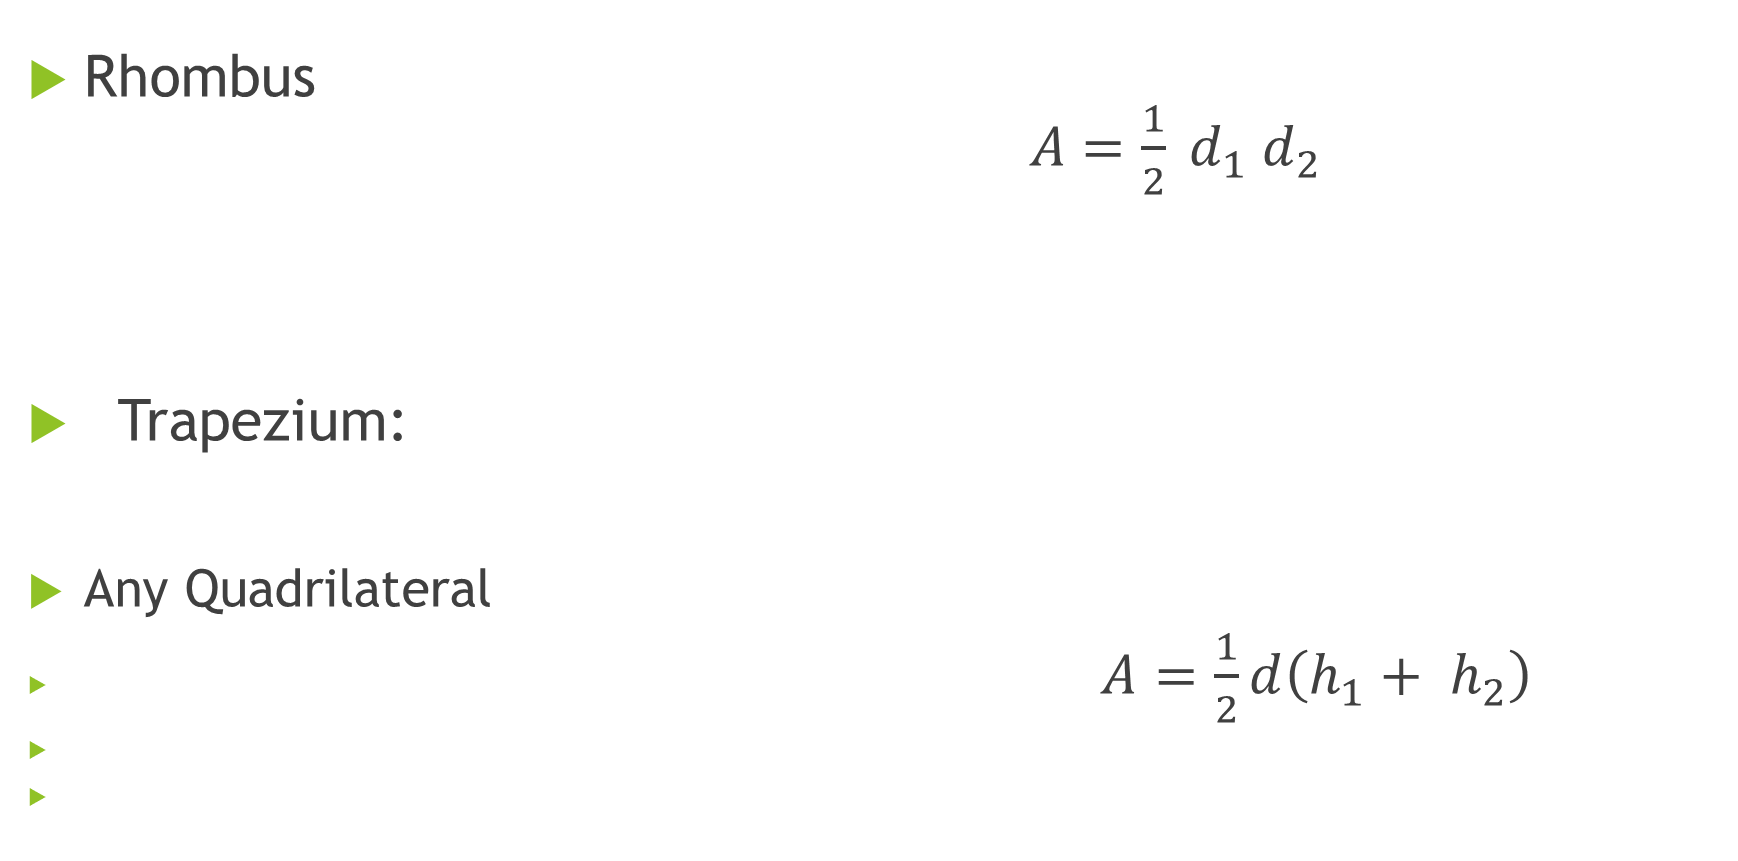 Rhombus
A = 1/2 d₁ d₂
Trapezium:
Any Quadrilateral
A = 1/2 d(h₁ + h₂)